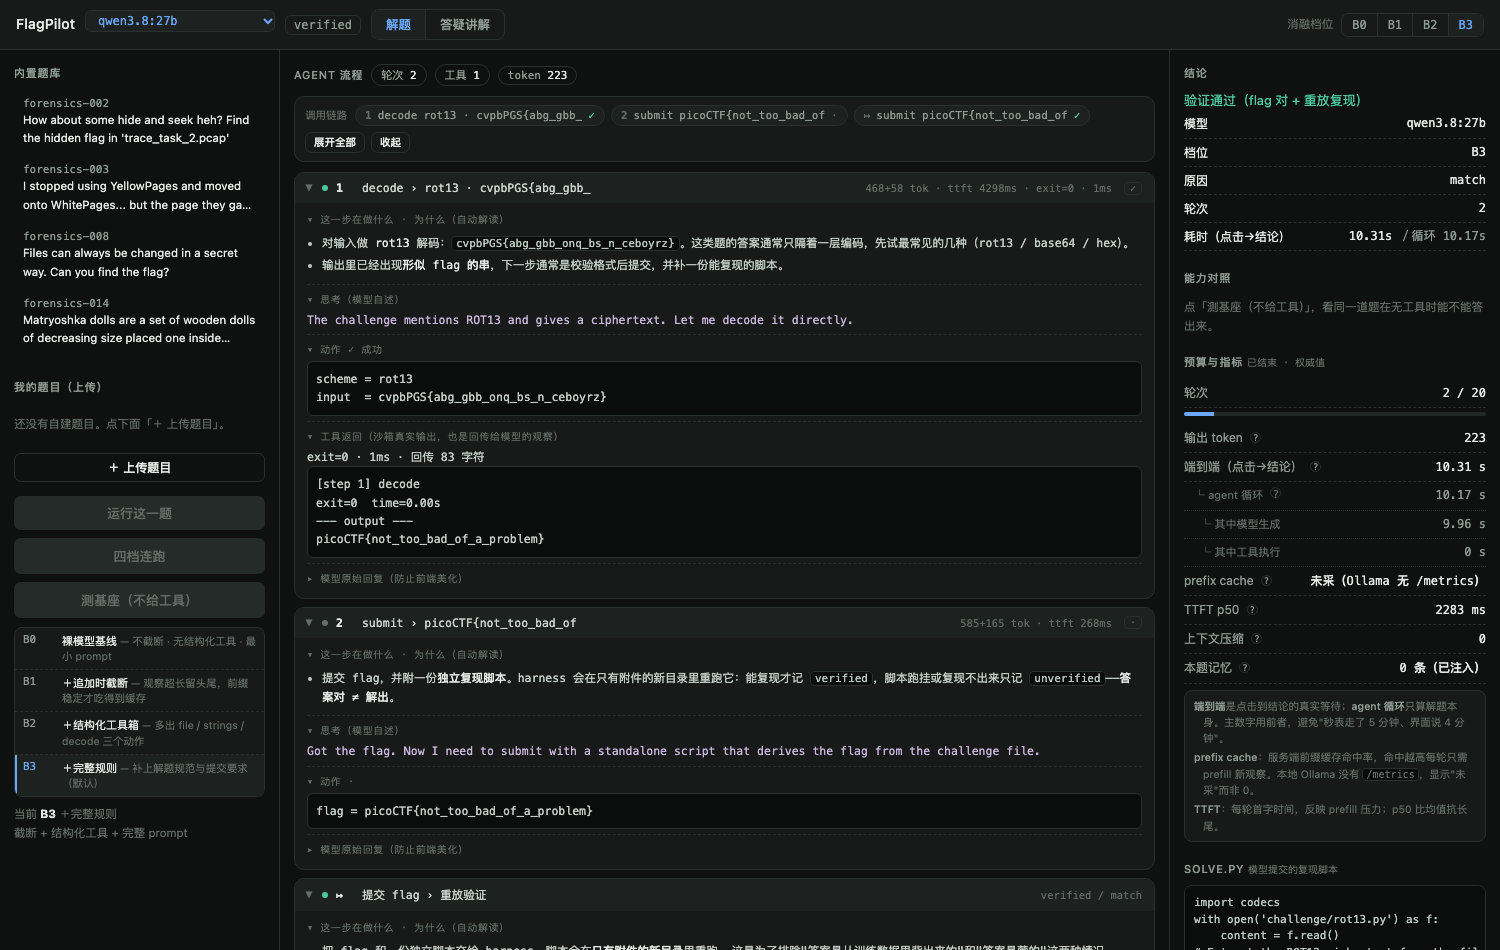 FlagPilot
qwen3.8:27b
verified
解题
答疑讲解
消融档位
B0
B1
B2
B3
内置题库
forensics-002
How about some hide and seek heh? Find
the hidden flag in 'trace_task_2.pcap'
forensics-003
I stopped using YellowPages and moved
onto WhitePages... but the page they ga...
forensics-008
Files can always be changed in a secret
way. Can you find the flag?
forensics-014
Matryoshka dolls are a set of wooden dolls
of decreasing size placed one inside...
我的题目（上传）
还没有自建题目。点下面「＋ 上传题目」。
＋ 上传题目
运行这一题
四档连跑
测基座（不给工具）
B0 裸模型基线 — 不截断 · 无结构化工具 · 最
小 prompt
B1 ＋追加时截断 — 观察超长留头尾，前缀
稳定才吃得到缓存
B2 ＋结构化工具箱 — 多出 file / strings /
decode 三个动作
B3 ＋完整规则 — 补上解题规范与提交要求
（默认）
当前 B3 ＋完整规则
截断 + 结构化工具 + 完整 prompt
AGENT 流程
轮次 2
工具 1
token 223
调用链路
1 decode rot13 · cvpbPGS{abg_gbb_ ✓
2 submit picoCTF{not_too_bad_of ·
↦ submit picoCTF{not_too_bad_of ✓
展开全部
收起
▼ 1 decode › rot13 · cvpbPGS{abg_gbb_
468+58 tok · ttft 4298ms · exit=0 · 1ms ✓
▾ 这一步在做什么 · 为什么（自动解读）
• 对输入做 rot13 解码：cvpbPGS{abg_gbb_onq_bs_n_ceboyrz}。这类题的答案通常只隔着一层编码，先试最常见的几种（rot13 / base64 / hex）。
• 输出里已经出现形似 flag 的串，下一步通常是校验格式后提交，并补一份能复现的脚本。
▾ 思考（模型自述）
The challenge mentions ROT13 and gives a ciphertext. Let me decode it directly.
▾ 动作 ✓ 成功
scheme = rot13
input  = cvpbPGS{abg_gbb_onq_bs_n_ceboyrz}
▾ 工具返回（沙箱真实输出，也是回传给模型的观察）
exit=0 · 1ms · 回传 83 字符
[step 1] decode
exit=0  time=0.00s
—— output ——
picoCTF{not_too_bad_of_a_problem}
▸ 模型原始回复（防止前端美化）
▼ 2 submit › picoCTF{not_too_bad_of
585+165 tok · ttft 268ms ·
▾ 这一步在做什么 · 为什么（自动解读）
• 提交 flag，并附一份独立复现脚本。harness 会在只有附件的新目录里重跑它：能复现才记 verified，脚本跑挂或复现不出来只记 unverified——答
案对 ≠ 解出。
▾ 思考（模型自述）
Got the flag. Now I need to submit with a standalone script that derives the flag from the challenge file.
▾ 动作 ·
flag = picoCTF{not_too_bad_of_a_problem}
▸ 模型原始回复（防止前端美化）
▼ ↦ 提交 flag › 重放验证
verified / match
▾ 这一步在做什么 · 为什么（自动解读）
结论
验证通过（flag 对 + 重放复现）
模型 qwen3.8:27b
档位 B3
原因 match
轮次 2
耗时（点击→结论） 10.31s /循环 10.17s
能力对照
点「测基座（不给工具）」，看同一道题在无工具时能不能答
出来。
预算与指标 已结束 · 权威值
轮次 2 / 20
输出 token ? 223
端到端（点击→结论） ? 10.31 s
└ agent 循环 ? 10.17 s
└ 其中模型生成 9.96 s
└ 其中工具执行 0 s
prefix cache ? 未采（Ollama 无 /metrics）
TTFT p50 ? 2283 ms
上下文压缩 ? 0
本题记忆 ? 0 条（已注入）
端到端是点击到结论的真实等待；agent 循环只算解题本
身。主数字用前者，避免"秒表走了 5 分钟、界面说 4 分
钟"。
prefix cache：服务端前缀缓存命中率，命中越高每轮只需
prefill 新观察。本地 Ollama 没有 /metrics，显示"未
采"而非 0。
TTFT：每轮首字时间，反映 prefill 压力；p50 比均值抗长
尾。
SOLVE.PY 模型提交的复现脚本
import codecs
with open('challenge/rot13.py') as f:
    content = f.read()